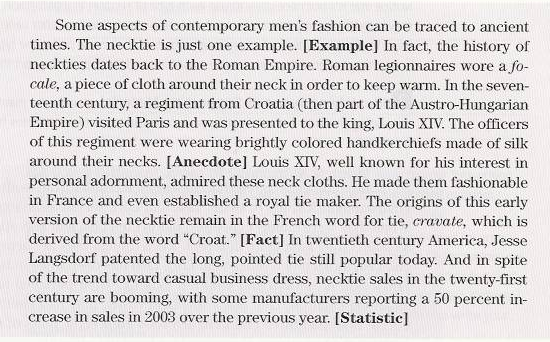 Some aspects of contemporary men's fashion can be traced to ancient
times. The necktie is just one example. [Example] In fact, the history of
neckties dates back to the Roman Empire. Roman legionnaires wore a fo-
cale, a piece of cloth around their neck in order to keep warm. In the seven-
teenth century, a regiment from Croatia (then part of the Austro-Hungarian
Empire) visited Paris and was presented to the king, Louis XIV. The officers
of this regiment were wearing brightly colored handkerchiefs made of silk
around their necks. [Anecdote] Louis XIV, well known for his interest in
personal adornment, admired these neck cloths. He made them fashionable
in France and even established a royal tie maker. The origins of this early
version of the necktie remain in the French word for tie, cravate, which is
derived from the word "Croat." [Fact] In twentieth century America, Jesse
Langsdorf patented the long, pointed tie still popular today. And in spite
of the trend toward casual business dress, necktie sales in the twenty-first
century are booming, with some manufacturers reporting a 50 percent in-
crease in sales in 2003 over the previous year. [Statistic]